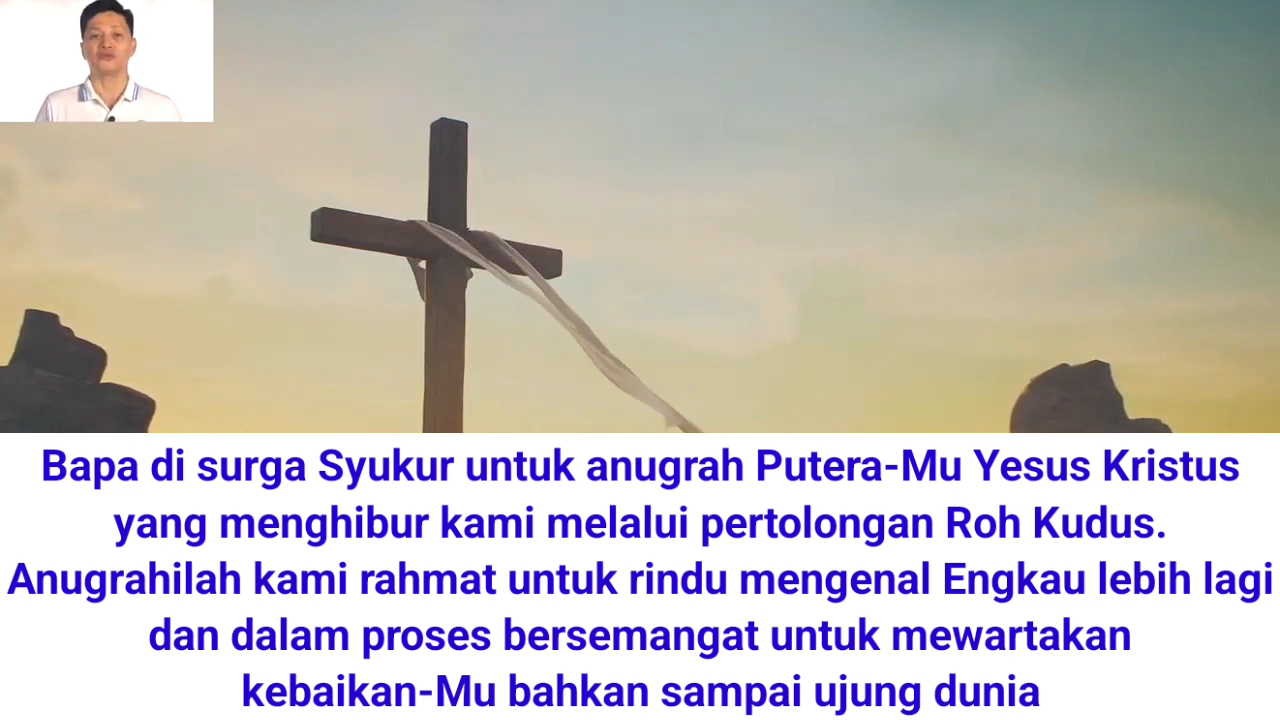 Bapa di surga Syukur untuk anugrah Putera-Mu Yesus Kristus
yang menghibur kami melalui pertolongan Roh Kudus.
Anugrahilah kami rahmat untuk rindu mengenal Engkau lebih lagi
dan dalam proses bersemangat untuk mewartakan
kebaikan-Mu bahkan sampai ujung dunia